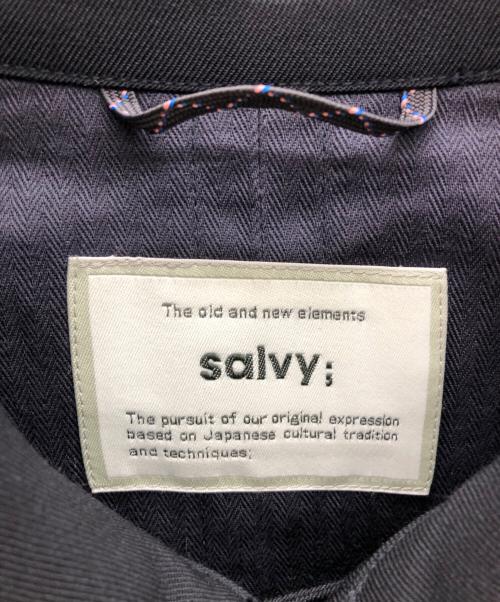 The old and new elements
salvy;
The pursuit of our original expression
based on Japanese cultural tradition
and techniques;